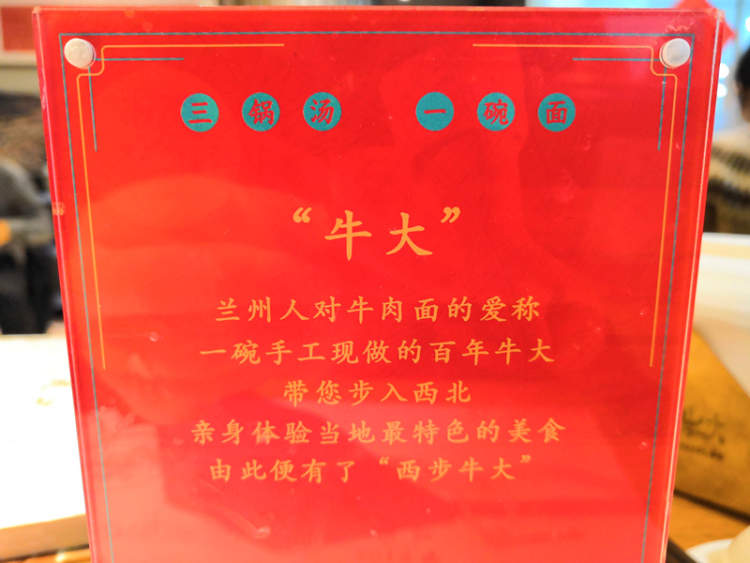 三锅汤 一碗面
“牛大”
兰州人对牛肉面的爱称
一碗手工现做的百年牛大
带您步入西北
亲身体验当地最特色的美食
由此便有了“西步牛大”